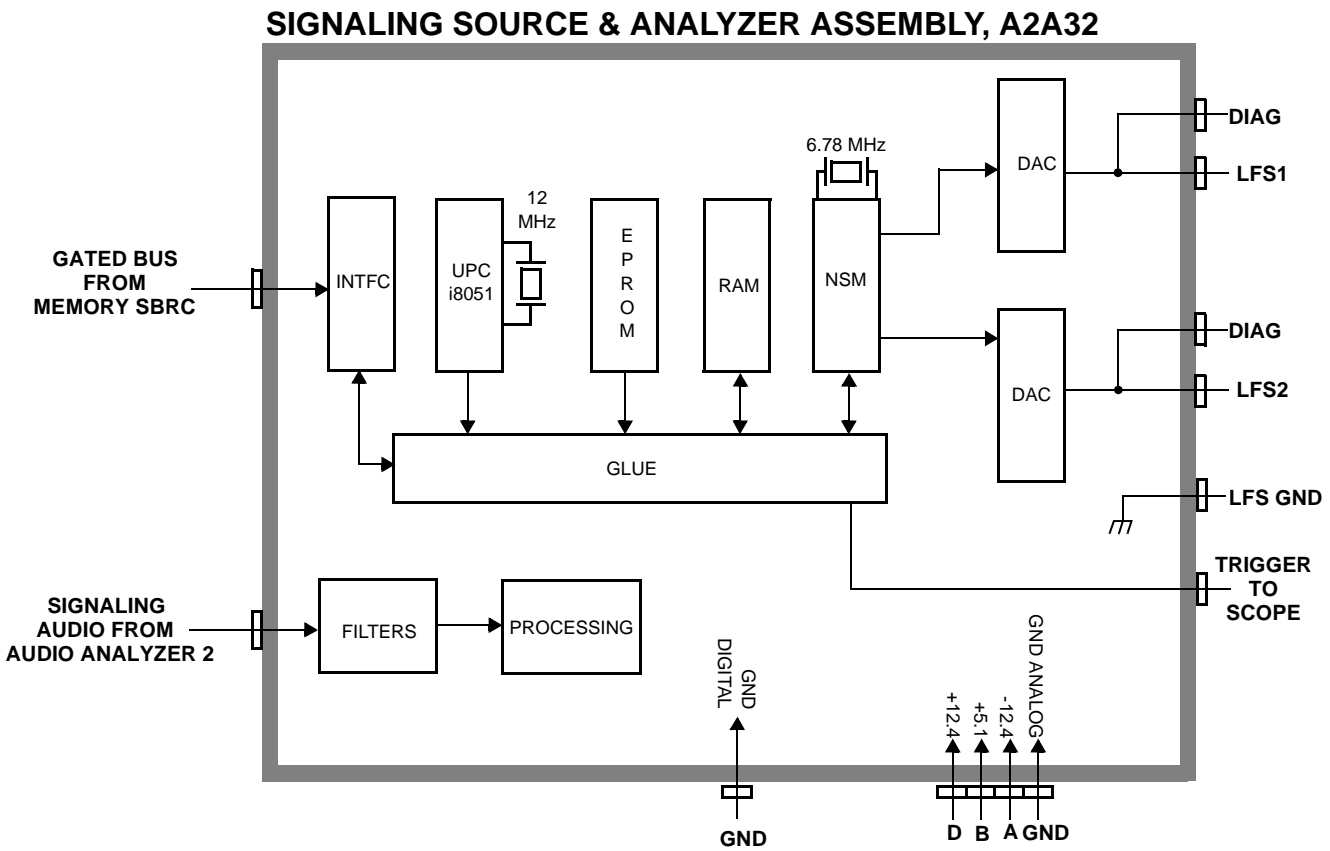 SIGNALING SOURCE & ANALYZER ASSEMBLY, A2A32
DIAG
6.78 MHz
DAC
LFS1
12
MHz
GATED BUS
FROM
MEMORY SBRC
INTFC
UPC
i8051
E
P
R
O
M
RAM
NSM
DIAG
DAC
LFS2
GLUE
LFS GND
TRIGGER
TO
SCOPE
SIGNALING
AUDIO FROM
AUDIO ANALYZER 2
FILTERS
PROCESSING
GND
DIGITAL
+12.4
+5.1
-12.4
GND ANALOG
GND
D
B
A
GND